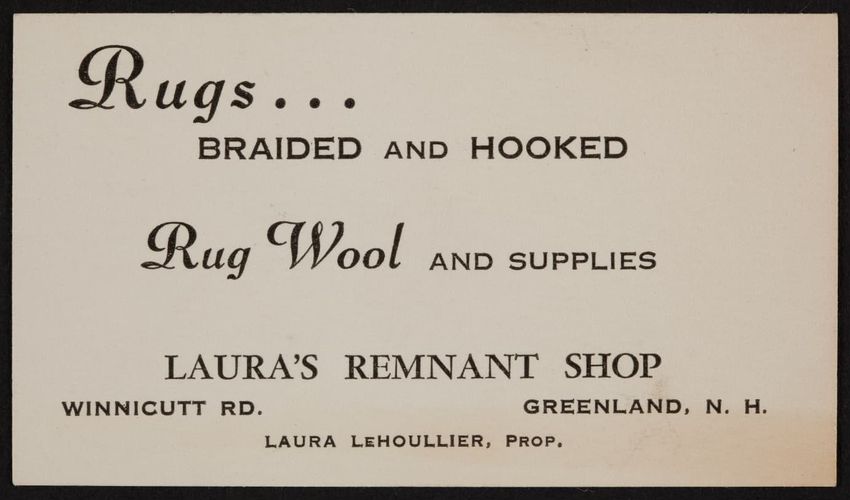 Rugs...
BRAIDED AND HOOKED
Rug Wool AND SUPPLIES
LAURA'S REMNANT SHOP
WINNICUTT RD. GREENLAND, N. H.
LAURA LEHOULLIER, PROP.